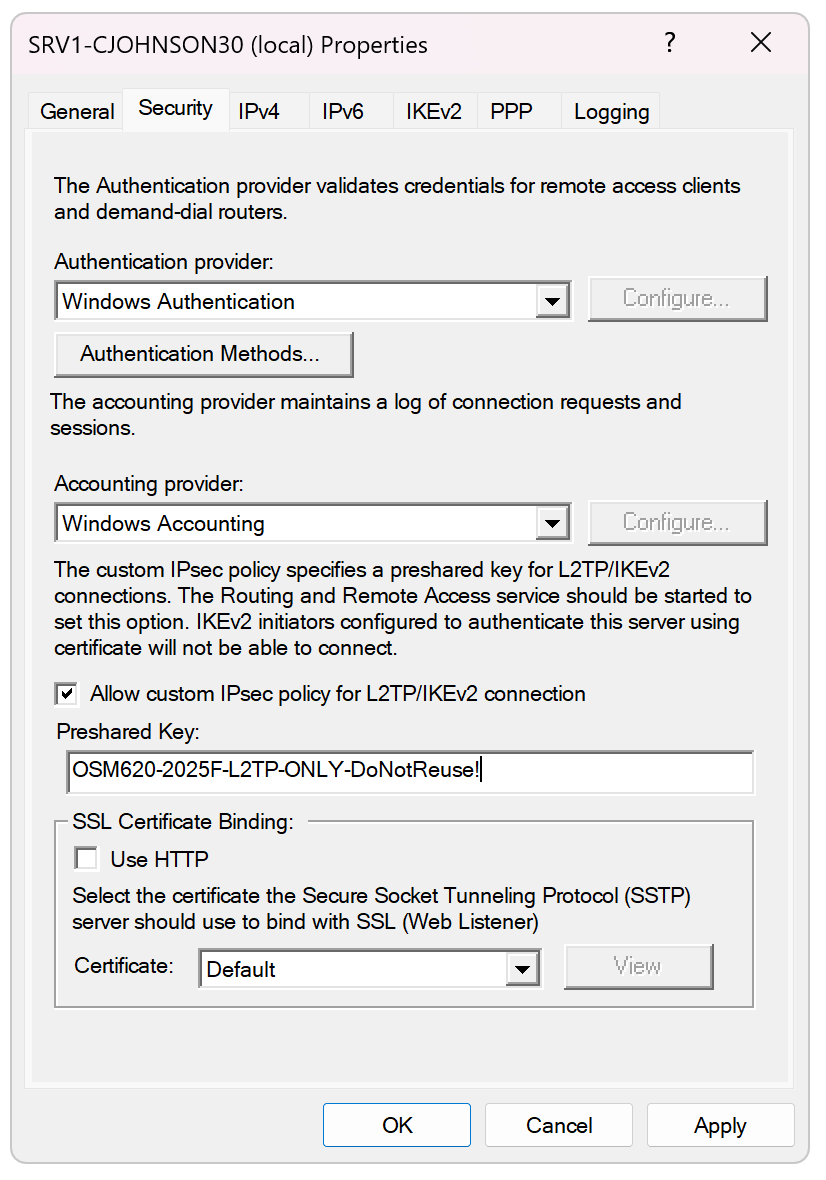 SRV1-CJOHNSON30 (local) Properties
?
General Security IPv4 IPv6 IKEv2 PPP Logging
The Authentication provider validates credentials for remote access clients
and demand-dial routers.
Authentication provider:
Windows Authentication Configure...
Authentication Methods...
The accounting provider maintains a log of connection requests and
sessions.
Accounting provider:
Windows Accounting Configure...
The custom IPsec policy specifies a preshared key for L2TP/IKEv2
connections. The Routing and Remote Access service should be started to
set this option. IKEv2 initiators configured to authenticate this server using
certificate will not be able to connect.
Allow custom IPsec policy for L2TP/IKEv2 connection
Preshared Key:
OSM620-2025F-L2TP-ONLY-DoNotReuse!
SSL Certificate Binding:
Use HTTP
Select the certificate the Secure Socket Tunneling Protocol (SSTP)
server should use to bind with SSL (Web Listener)
Certificate: Default View
OK Cancel Apply